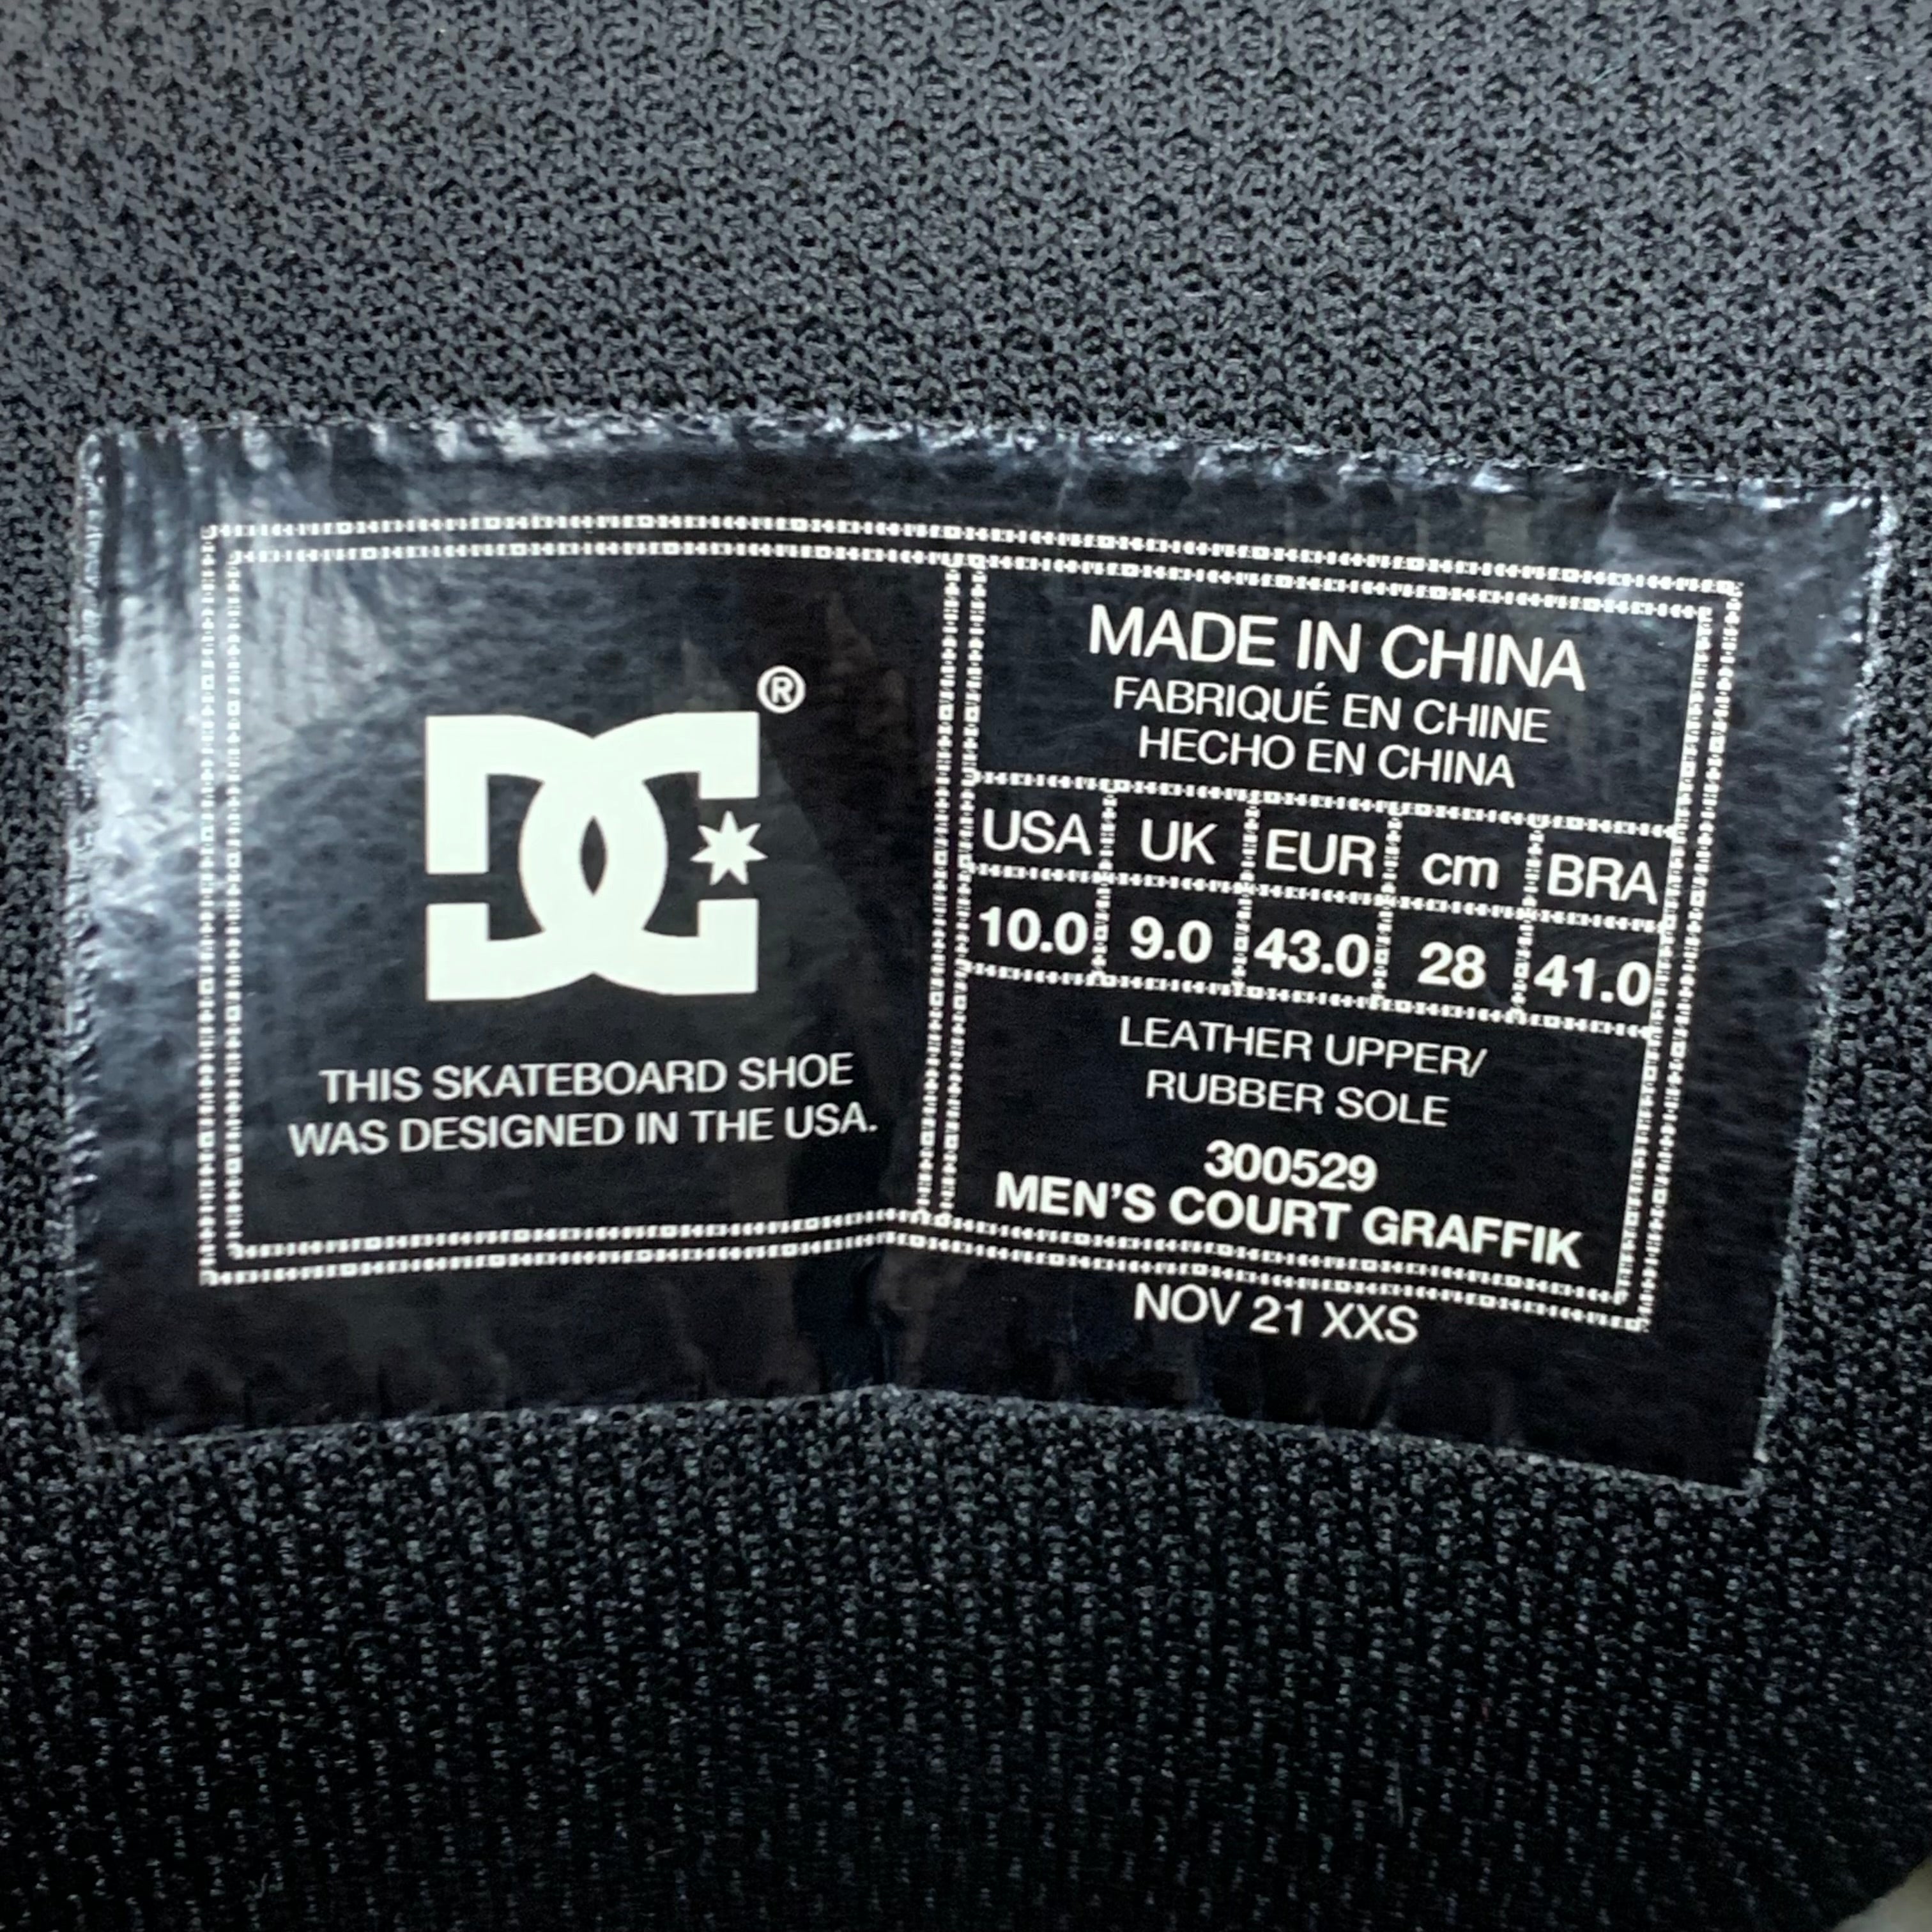 DC®
THIS SKATEBOARD SHOE
WAS DESIGNED IN THE USA.
MADE IN CHINA
FABRIQUÉ EN CHINE
HECHO EN CHINA
USA UK EUR cm BRA
10.0 9.0 43.0 28 41.0
LEATHER UPPER/
RUBBER SOLE
300529
MEN'S COURT GRAFFIK
NOV 21 XXS